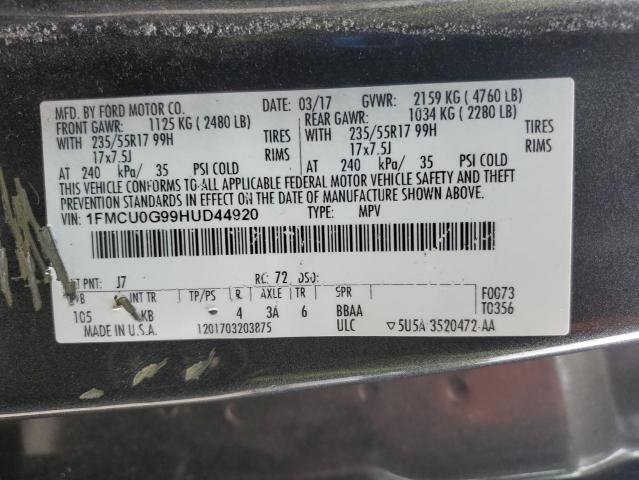 MFD. BY FORD MOTOR CO. DATE: 03/17 GVWR: 2159 KG ( 4760 LB)
FRONT GAWR: 1125 KG ( 2480 LB) REAR GAWR: 1034 KG ( 2280 LB)
WITH 235/55R17 99H TIRES WITH 235/55R17 99H TIRES
17x7.5J RIMS 17x7.5J RIMS
AT 240 kPa/ 35 PSI COLD AT 240 kPa/ 35 PSI COLD
THIS VEHICLE CONFORMS TO ALL APPLICABLE FEDERAL MOTOR VEHICLE SAFETY AND THEFT
PREVENTION STANDARDS IN EFFECT ON THE DATE OF MANUFACTURE SHOWN ABOVE.
VIN: 1FMCU0G99HUD44920 TYPE: MPV
PNT: J7 RC: 72 DSO:
INT TR TP/PS R AXLE TR SPR
105 KB 4 3A 6 BBAA
MADE IN U.S.A. 1201703203875 ULC
F0G73
T0356
▽5U5A 3520472-AA